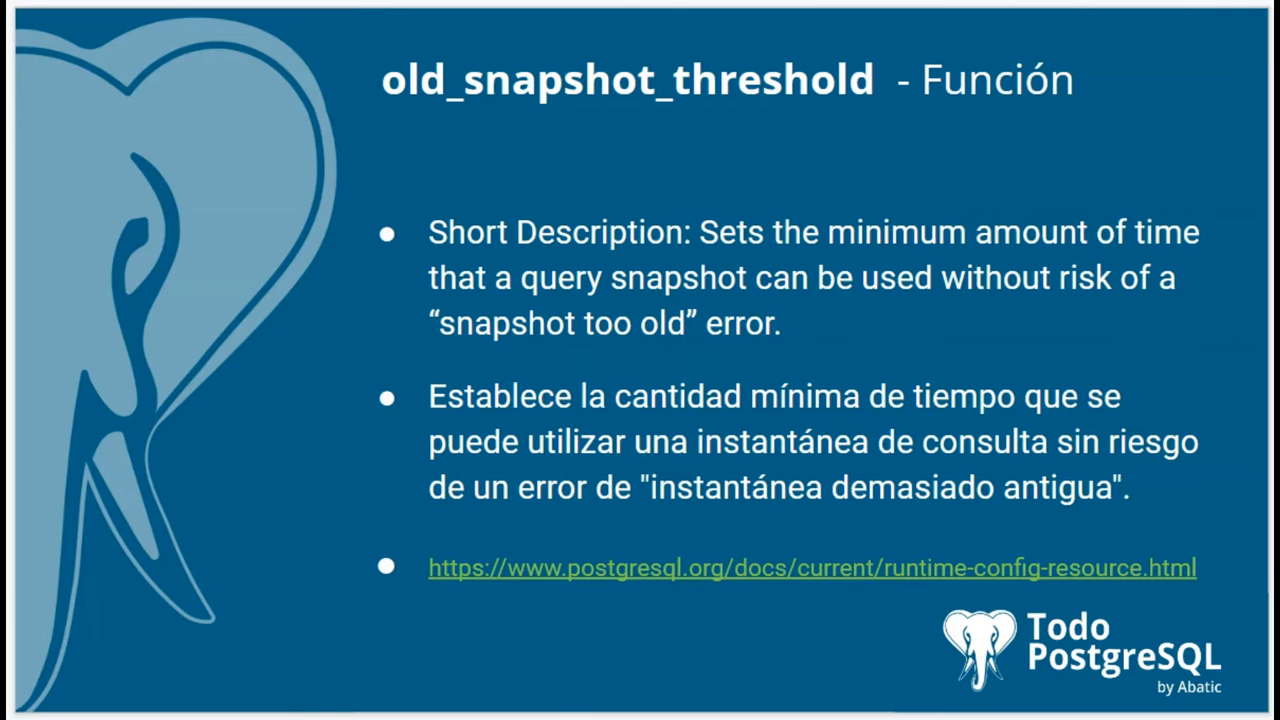 old_snapshot_threshold - Función
● Short Description: Sets the minimum amount of time
that a query snapshot can be used without risk of a
“snapshot too old” error.
● Establece la cantidad mínima de tiempo que se
puede utilizar una instantánea de consulta sin riesgo
de un error de "instantánea demasiado antigua".
● https://www.postgresql.org/docs/current/runtime-config-resource.html
Todo
PostgreSQL
by Abatic